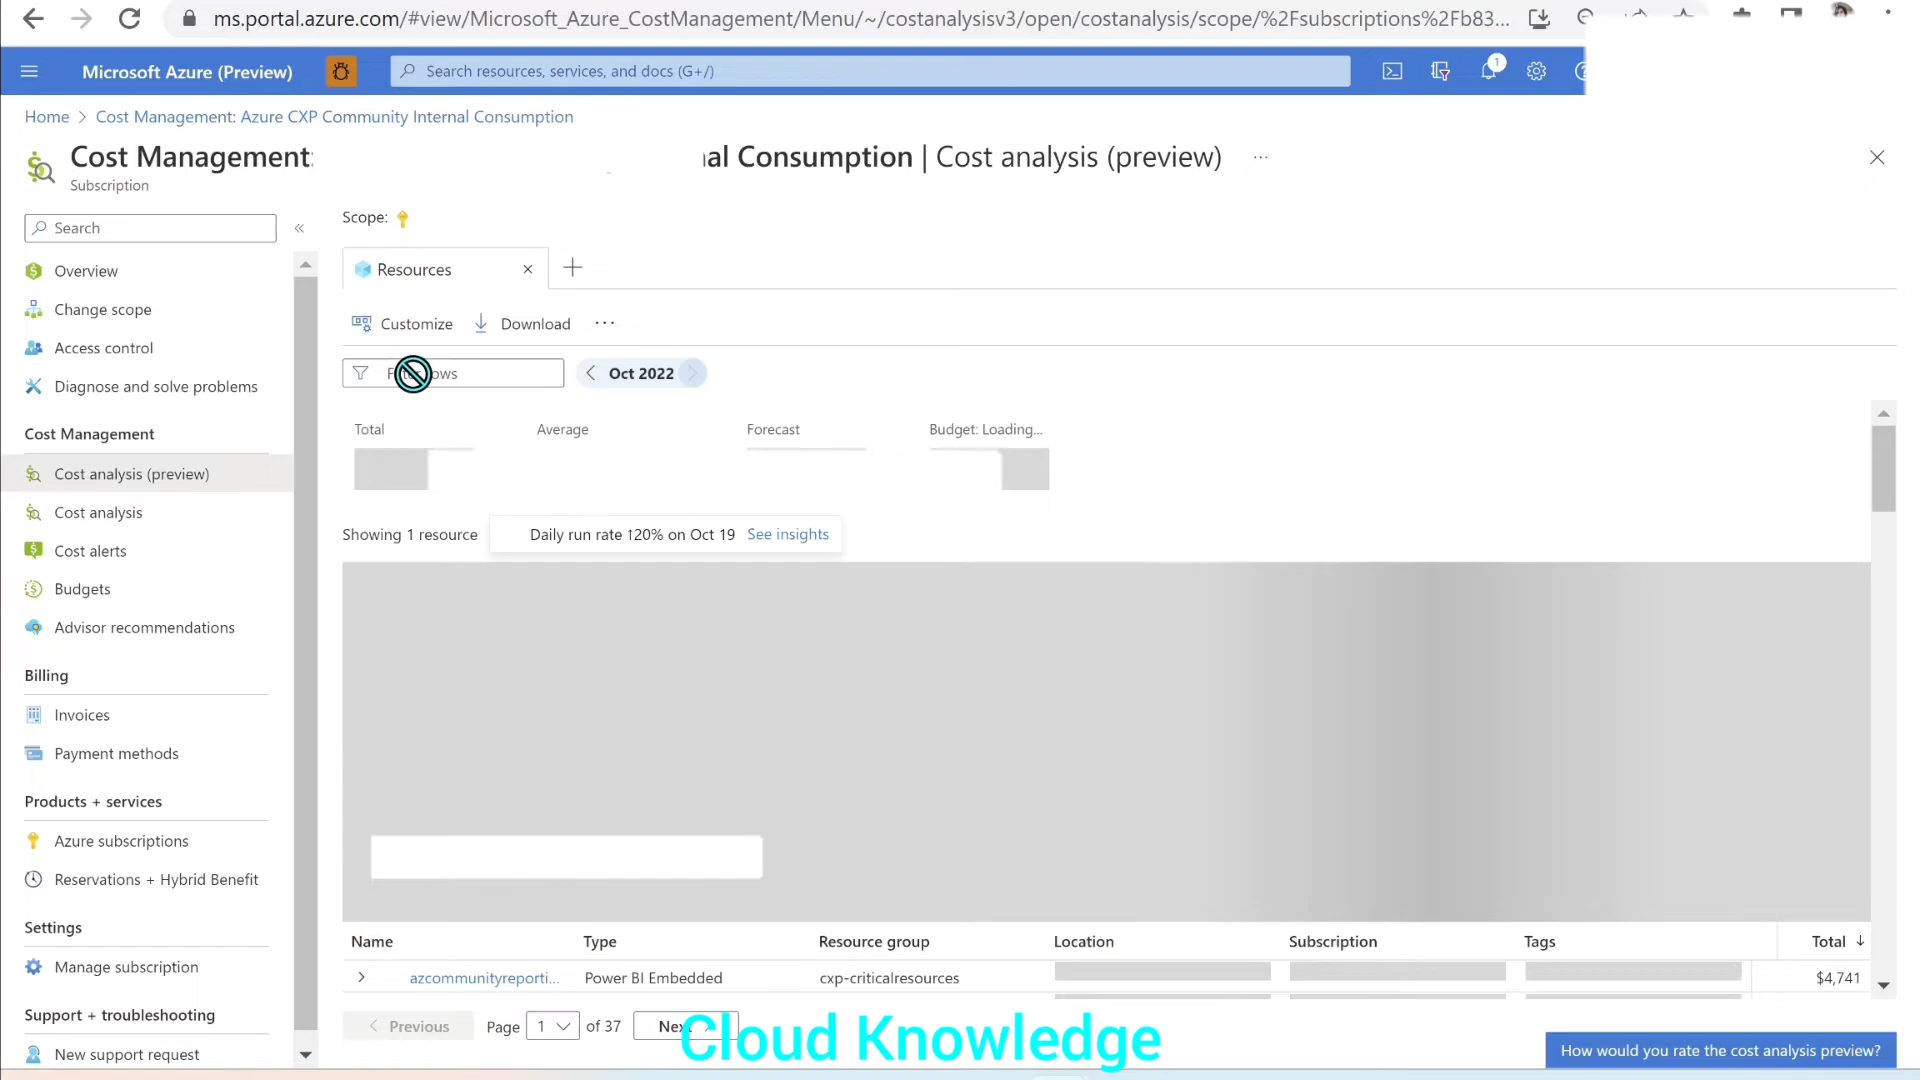 ms.portal.azure.com/#view/Microsoft_Azure_CostManagement/Menu/~/costanalysisv3/open/costanalysis/scope/%2Fsubscriptions%2Fb83...
Microsoft Azure (Preview)
Search resources, services, and docs (G+/)
1
Home > Cost Management: Azure CXP Community Internal Consumption
Cost Management: al Consumption | Cost analysis (preview) ...
Subscription
Search
«
Overview
Change scope
Access control
Diagnose and solve problems
Cost Management
Cost analysis (preview)
Cost analysis
Cost alerts
Budgets
Advisor recommendations
Billing
Invoices
Payment methods
Products + services
Azure subscriptions
Reservations + Hybrid Benefit
Settings
Manage subscription
Support + troubleshooting
New support request
Scope:
Resources
Customize Download ...
Oct 2022
Total Average Forecast Budget: Loading...
Showing 1 resource Daily run rate 120% on Oct 19 See insights
Name Type Resource group Location Subscription Tags Total ↓
azcommunityreporti... Power BI Embedded cxp-criticalresources $4,741
Previous Page 1 of 37 Next
Cloud Knowledge
How would you rate the cost analysis preview?